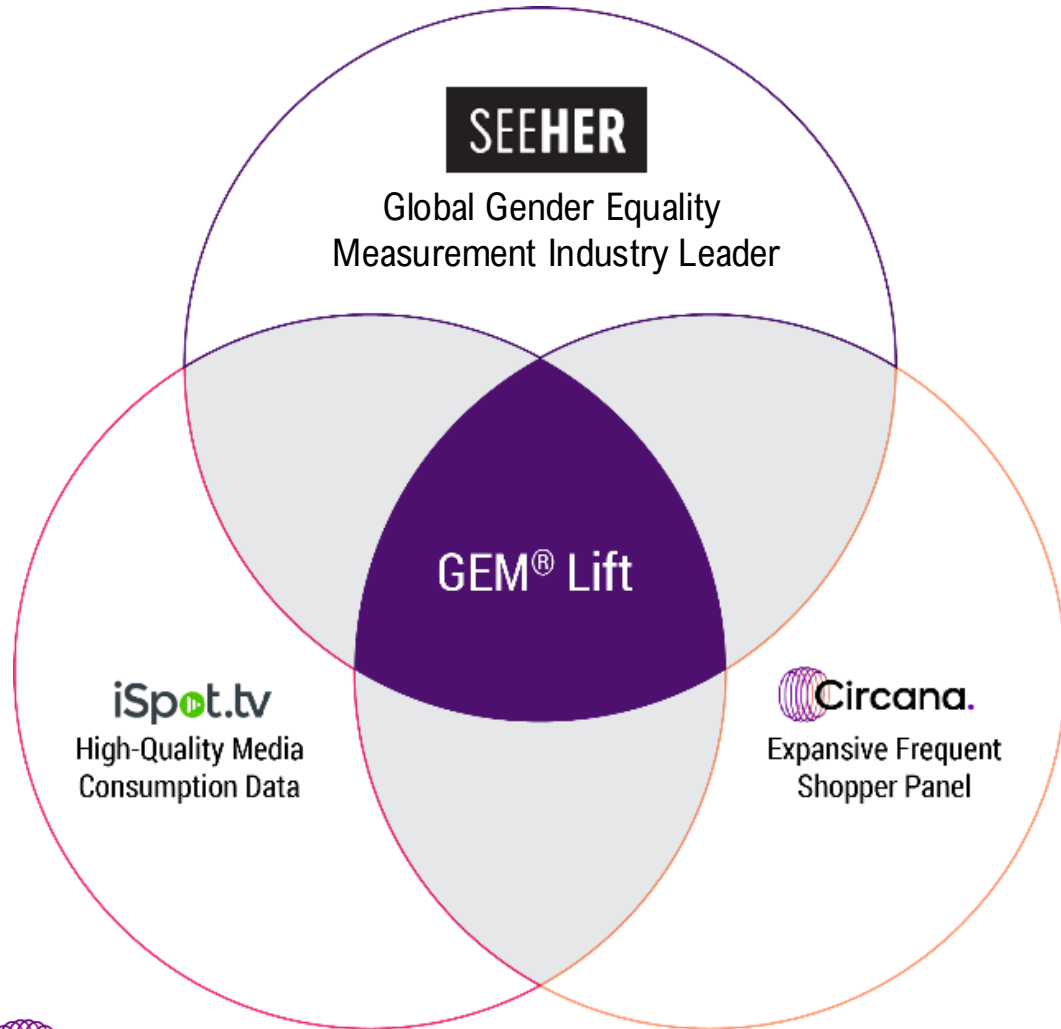 SEEHER
Global Gender Equality
Measurement Industry Leader
GEM® Lift
iSpot.tv
High-Quality Media
Consumption Data
Circana.
Expansive Frequent
Shopper Panel